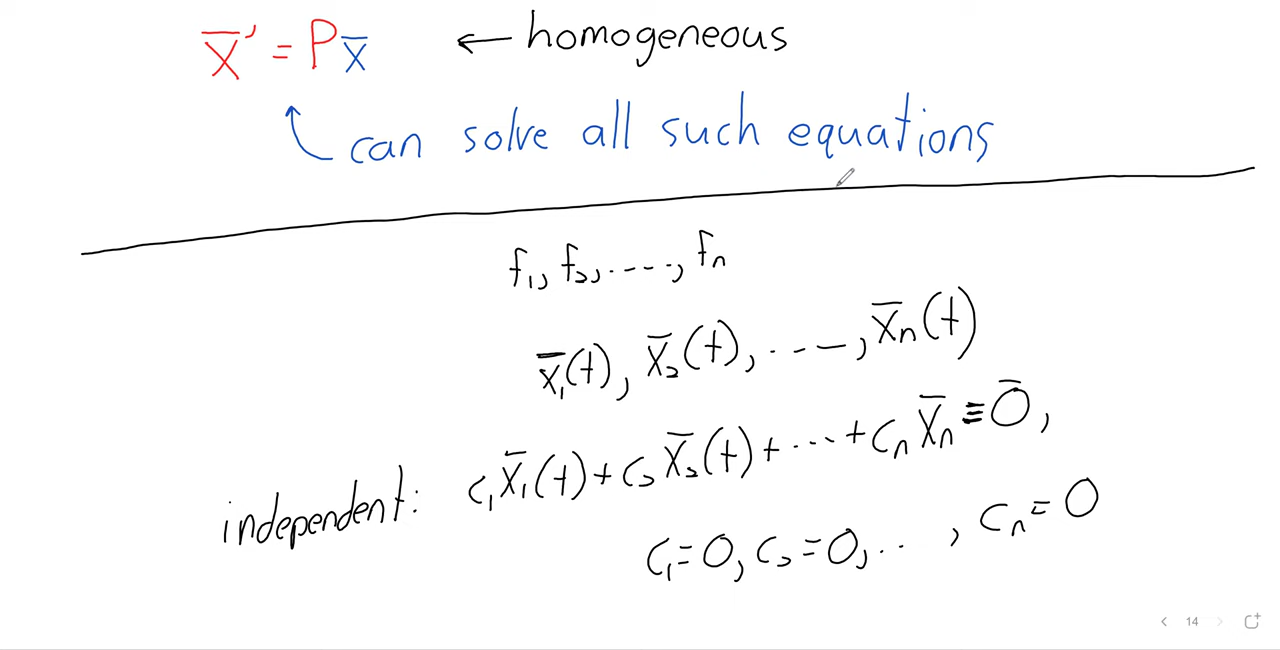 x̄' = Px̄ ← homogeneous
can solve all such equations
f₁, f₂, ....., fₙ
x̄₁(t), x̄₂(t), ..., x̄ₙ(t)
independent: c₁x̄₁(t) + c₂x̄₂(t) + ... + cₙx̄ₙ ≡ 0̄,
c₁ = 0, c₂ = 0, ... , cₙ = 0
< 14 >